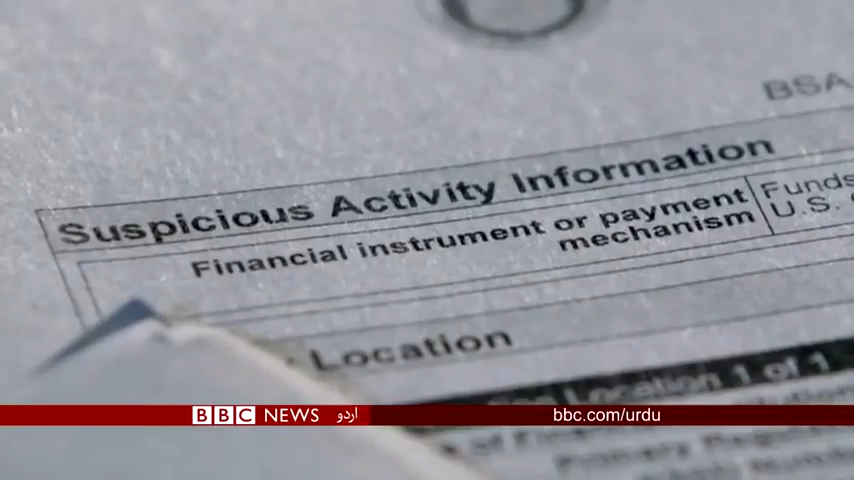 BSA
Suspicious Activity Information
Financial instrument or payment
mechanism
Funds
U.S.
Location
Location 1 of 1
BBC NEWS اردو
bbc.com/urdu